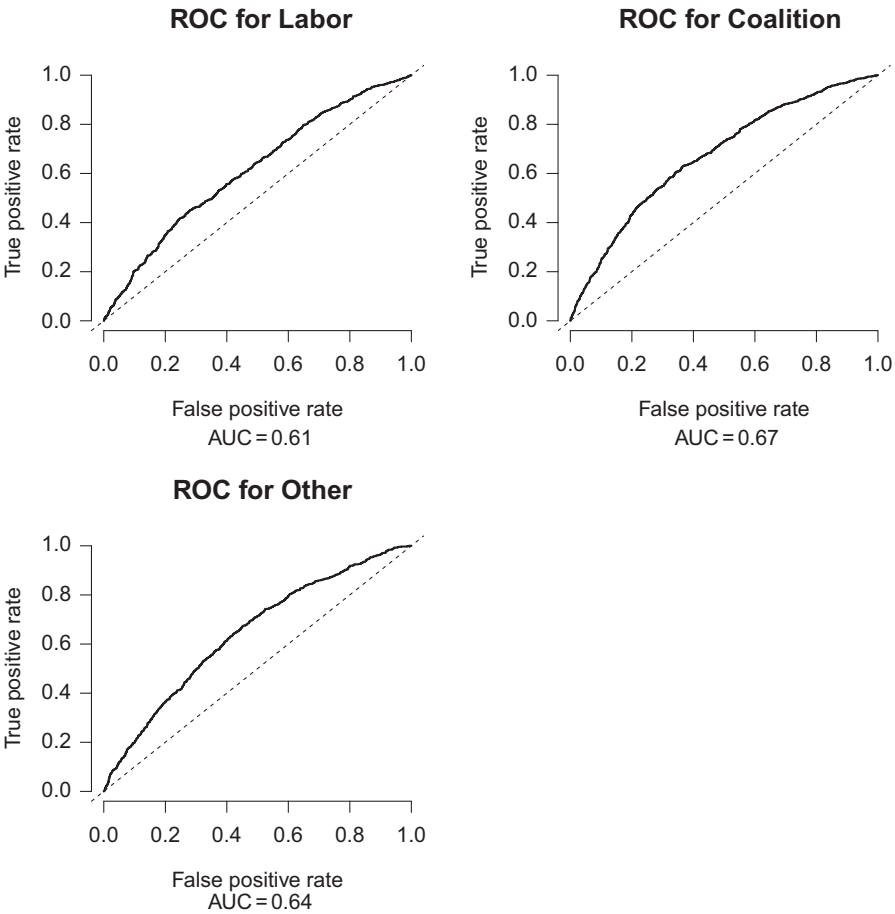 ROC for Labor
1.0
0.8
0.6
0.4
0.2
0.0
True positive rate
0.0 0.2 0.4 0.6 0.8 1.0
False positive rate
AUC = 0.61
ROC for Coalition
1.0
0.8
0.6
0.4
0.2
0.0
True positive rate
0.0 0.2 0.4 0.6 0.8 1.0
False positive rate
AUC = 0.67
ROC for Other
1.0
0.8
0.6
0.4
0.2
0.0
True positive rate
0.0 0.2 0.4 0.6 0.8 1.0
False positive rate
AUC = 0.64